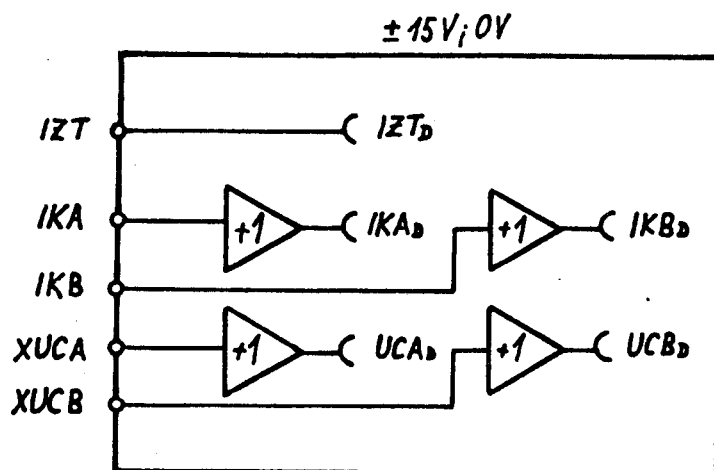 ±15V; 0V
IZT IZTD
IKA +1 IKAD +1 IKBD
IKB
XUCA +1 UCAD +1 UCBD
XUCB